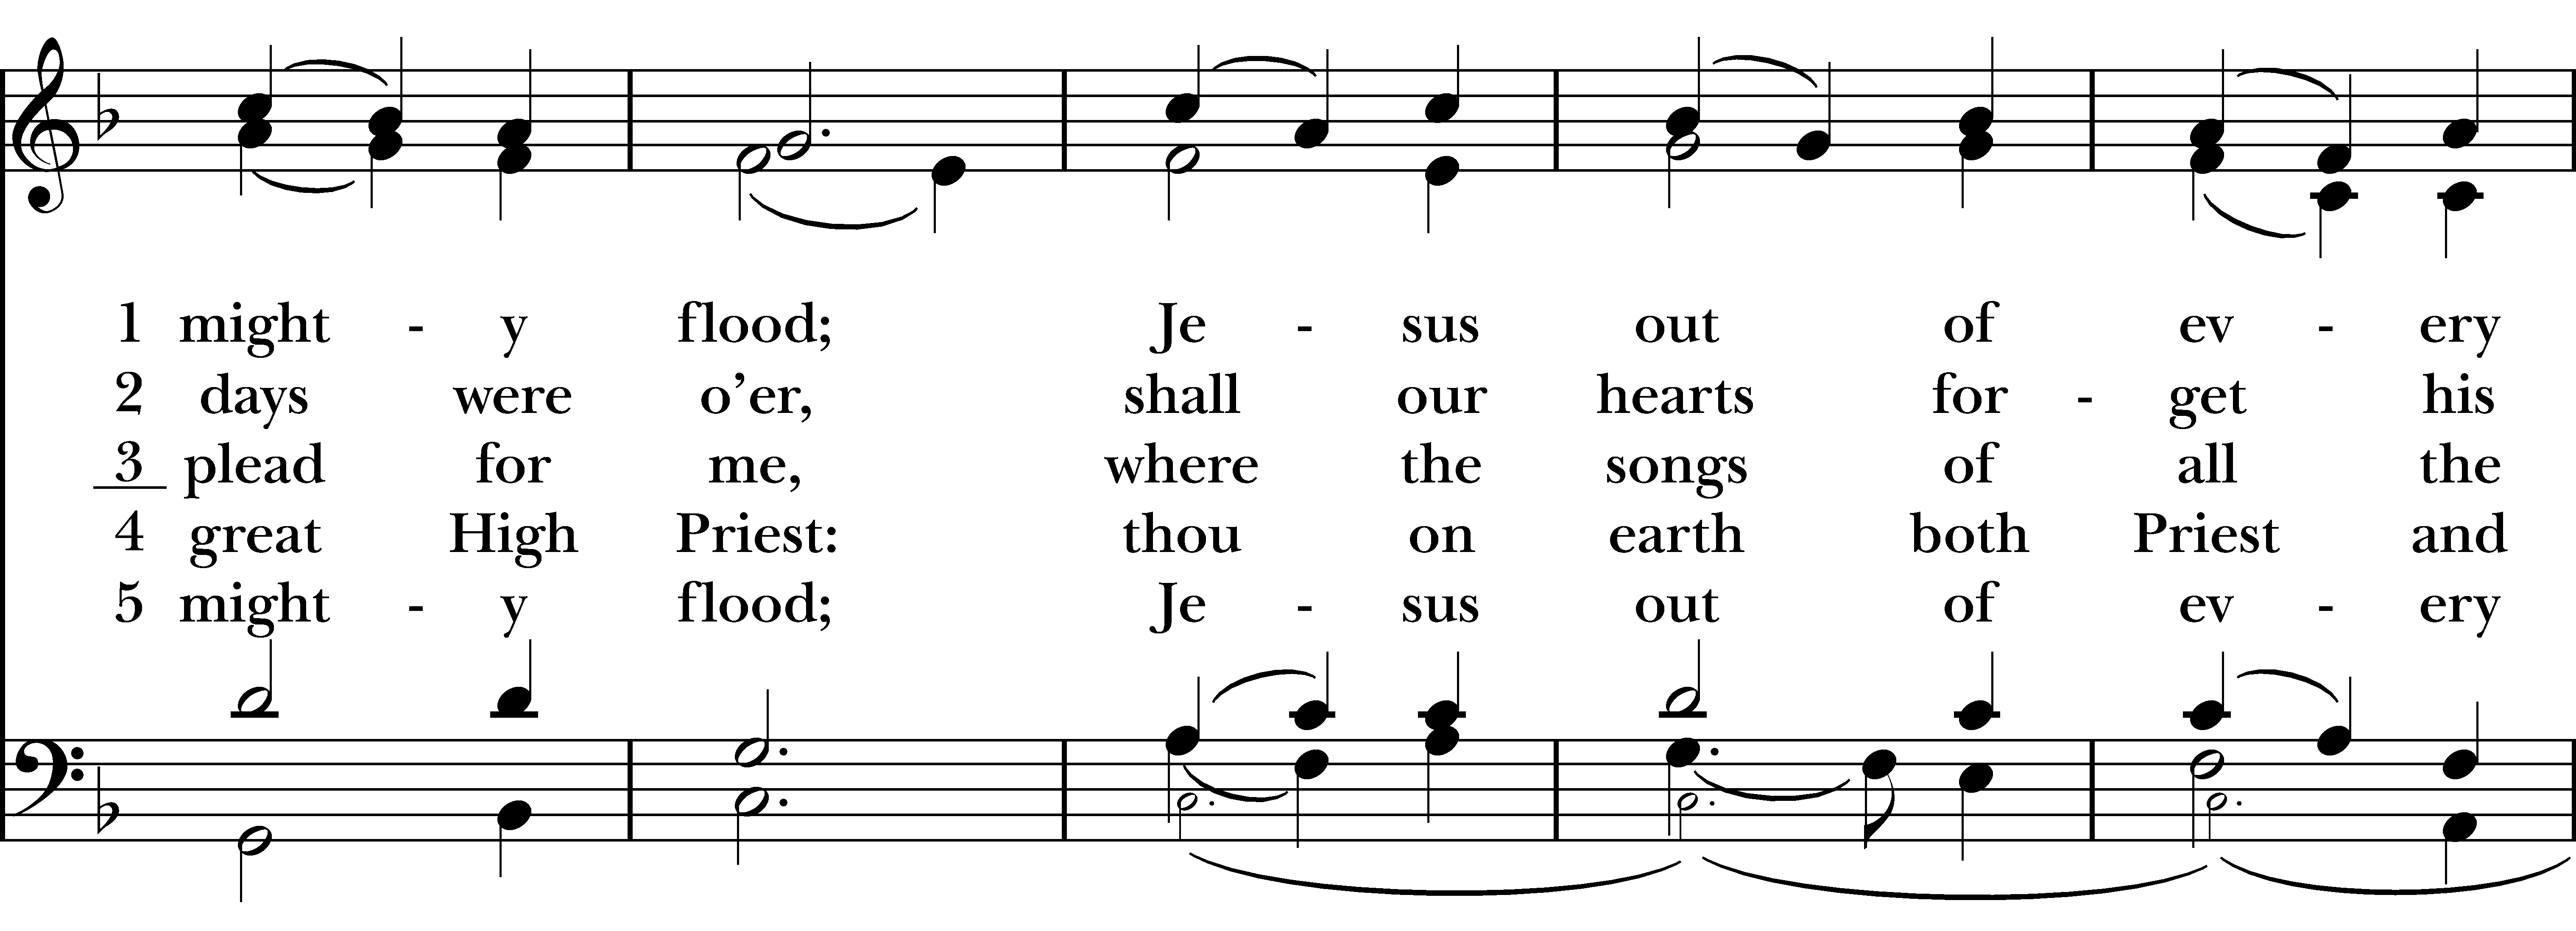 1 might - y flood; Je - sus out of ev - ery
2 days were o’er, shall our hearts for - get his
3 plead for me, where the songs of all the
4 great High Priest: thou on earth both Priest and
5 might - y flood; Je - sus out of ev - ery